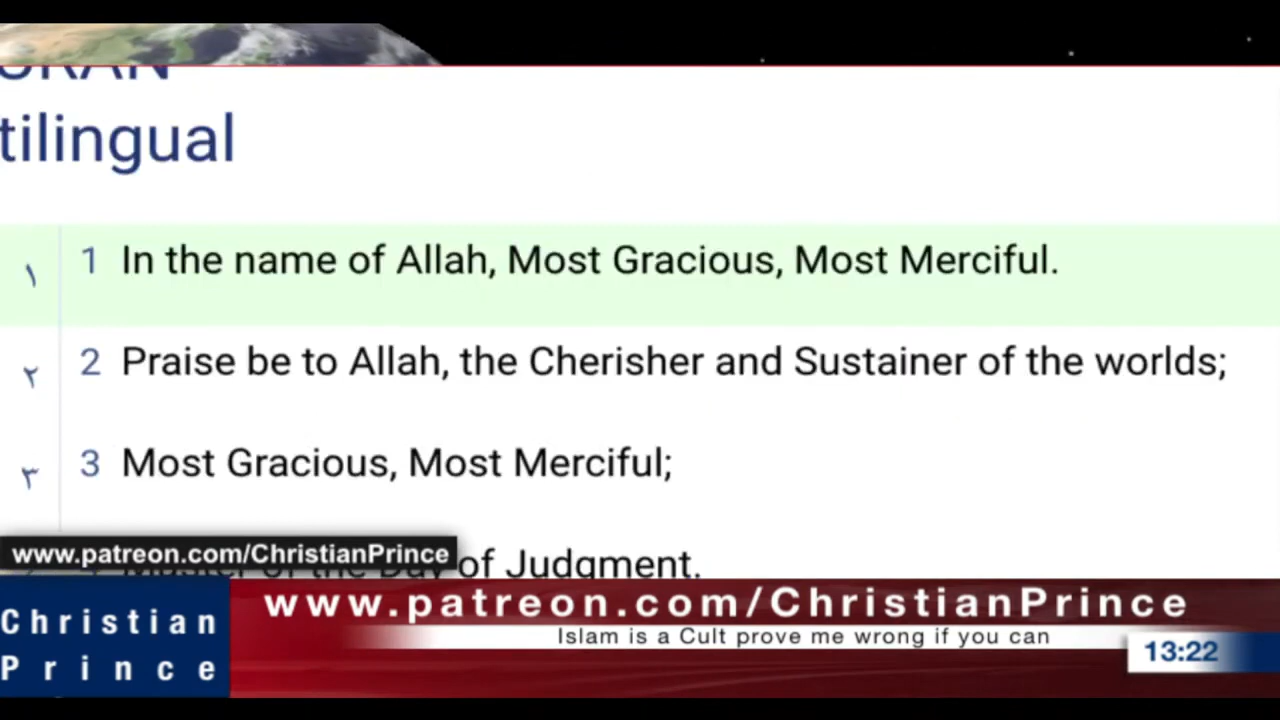 tilingual
١ 1 In the name of Allah, Most Gracious, Most Merciful.
٢ 2 Praise be to Allah, the Cherisher and Sustainer of the worlds;
٣ 3 Most Gracious, Most Merciful;
of Judgment.
www.patreon.com/ChristianPrince
www.patreon.com/ChristianPrince
Islam is a Cult prove me wrong if you can
Christian
Prince
13:22